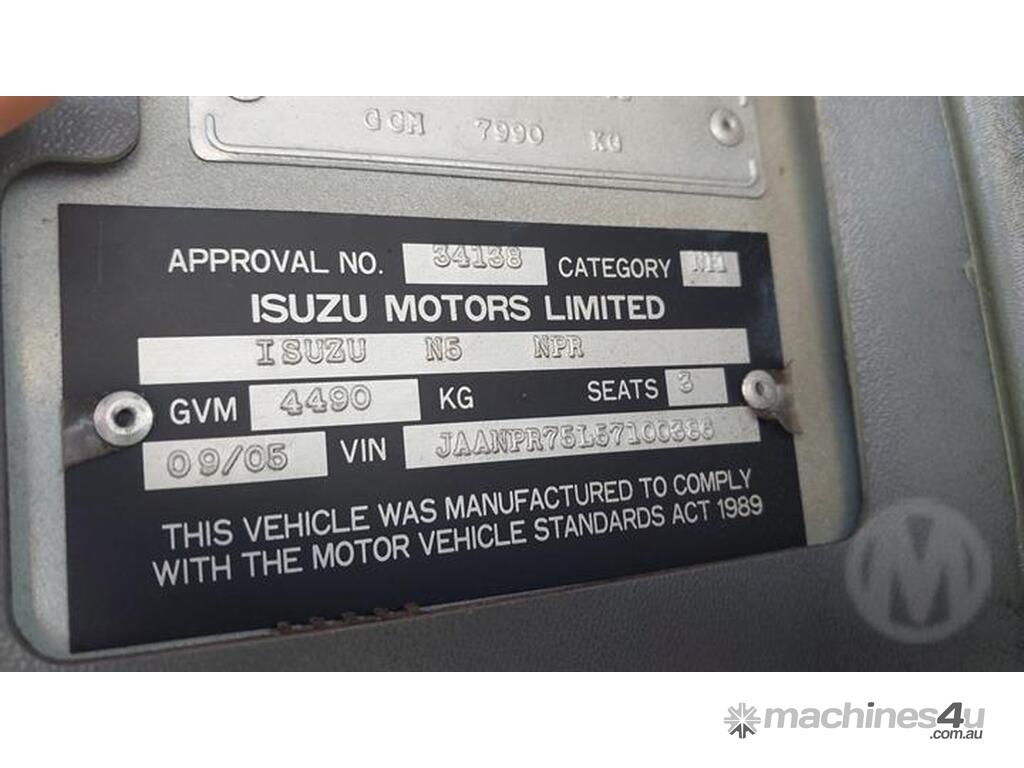 GCM 7990 KG
APPROVAL NO. 34138 CATEGORY
ISUZU MOTORS LIMITED
ISUZU N5 NPR
GVM 4490 KG SEATS 3
09/05 VIN JAANPR75L57100386
THIS VEHICLE WAS MANUFACTURED TO COMPLY
WITH THE MOTOR VEHICLE STANDARDS ACT 1989
M
machines4u
.com.au